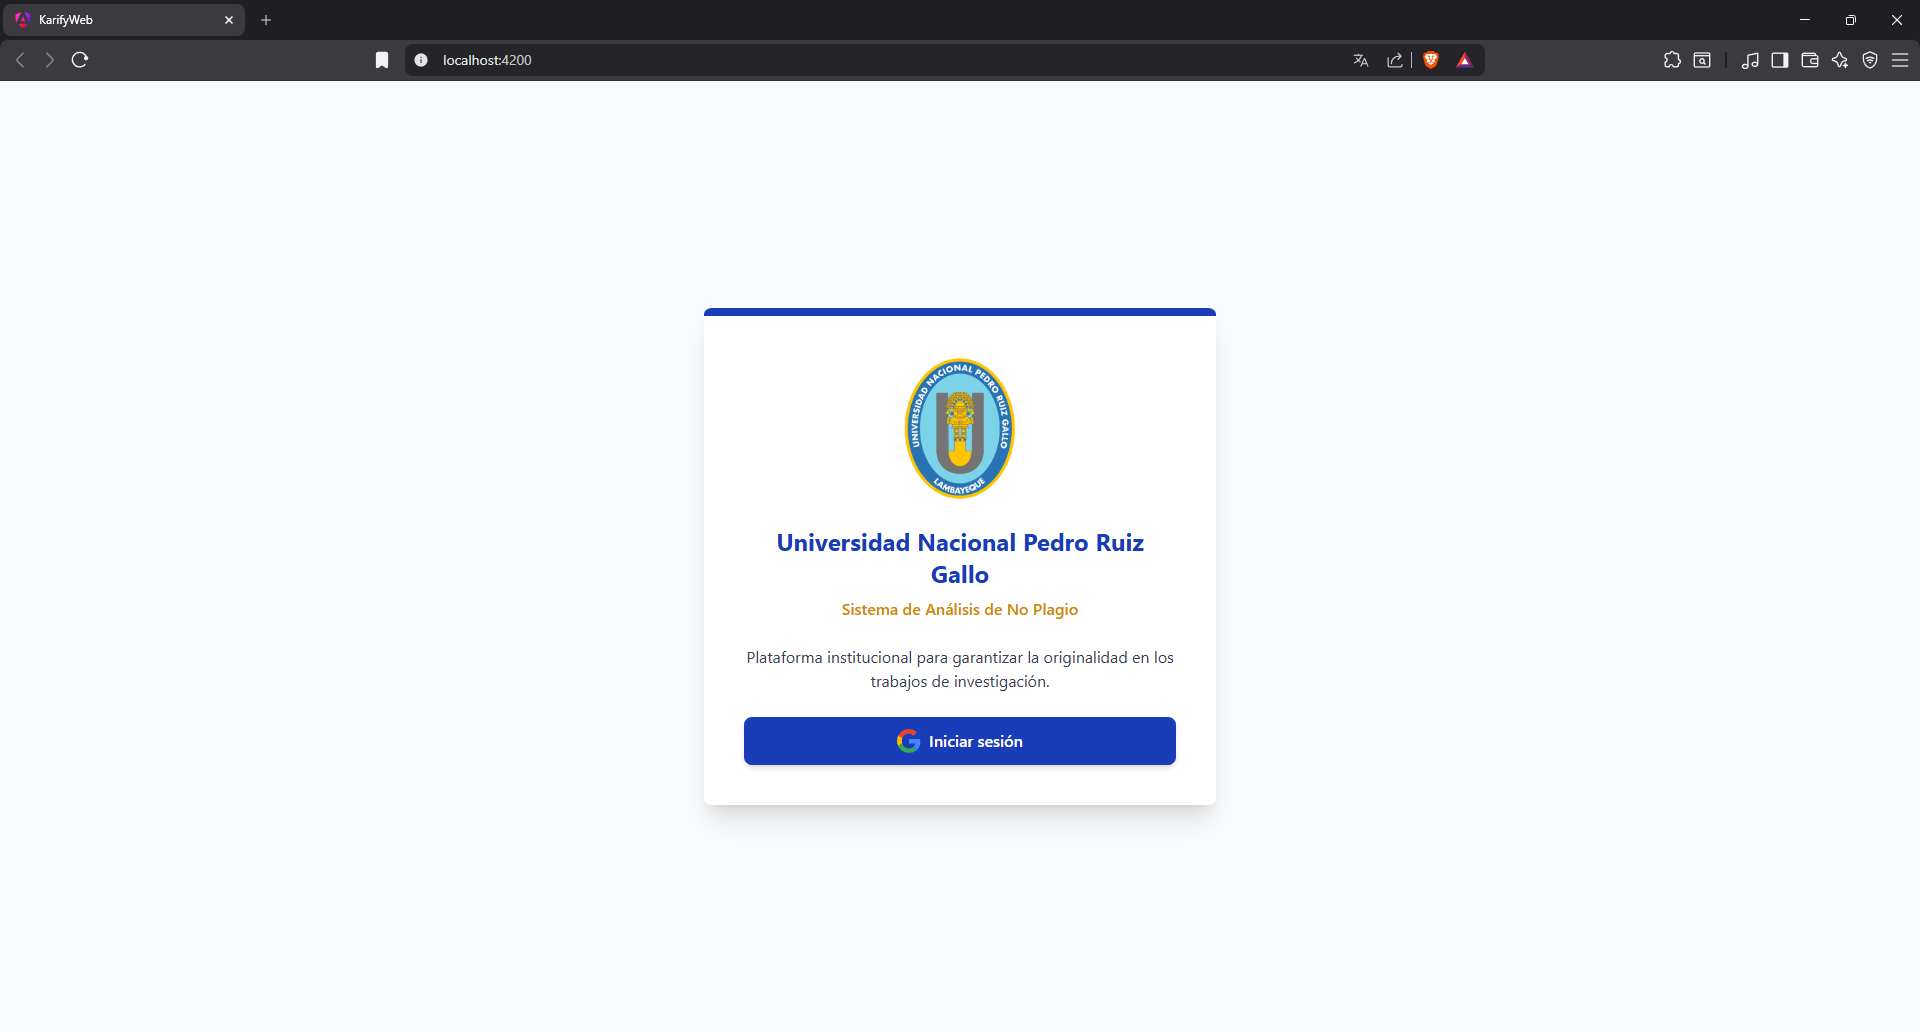 KarifyWeb
localhost:4200
UNIVERSIDAD NACIONAL PEDRO RUIZ GALLO
LAMBAYEQUE
Universidad Nacional Pedro Ruiz
Gallo
Sistema de Análisis de No Plagio
Plataforma institucional para garantizar la originalidad en los
trabajos de investigación.
Iniciar sesión